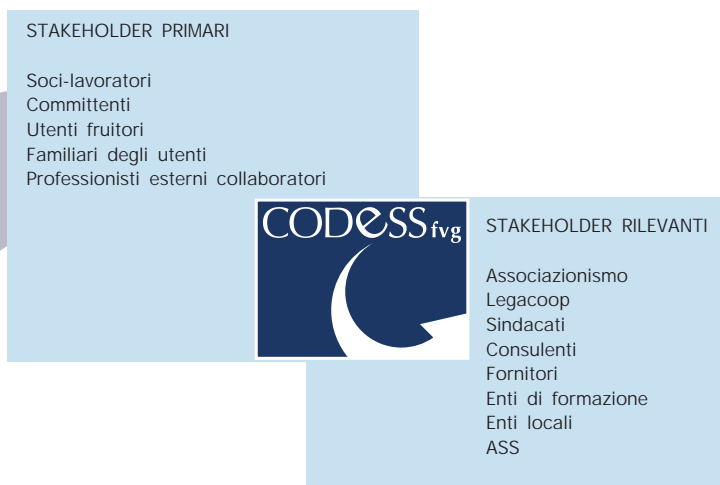 STAKEHOLDER PRIMARI
Soci-lavoratori
Committenti
Utenti fruitori
Familiari degli utenti
Professionisti esterni collaboratori
CODeSS fvg
STAKEHOLDER RILEVANTI
Associazionismo
Legacoop
Sindacati
Consulenti
Fornitori
Enti di formazione
Enti locali
ASS